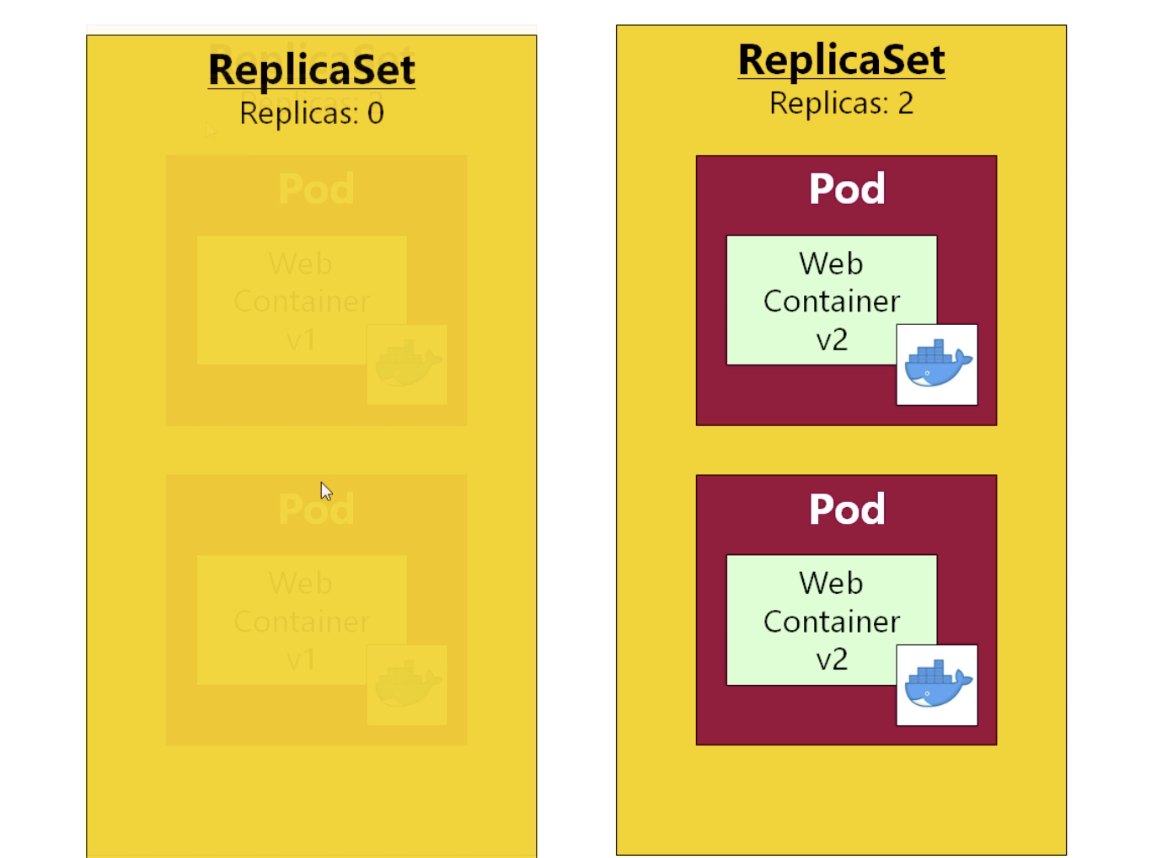 ReplicaSet
Replicas: 0
Pod
Web
Container
v1
Pod
Web
Container
v1
ReplicaSet
Replicas: 2
Pod
Web
Container
v2
Pod
Web
Container
v2